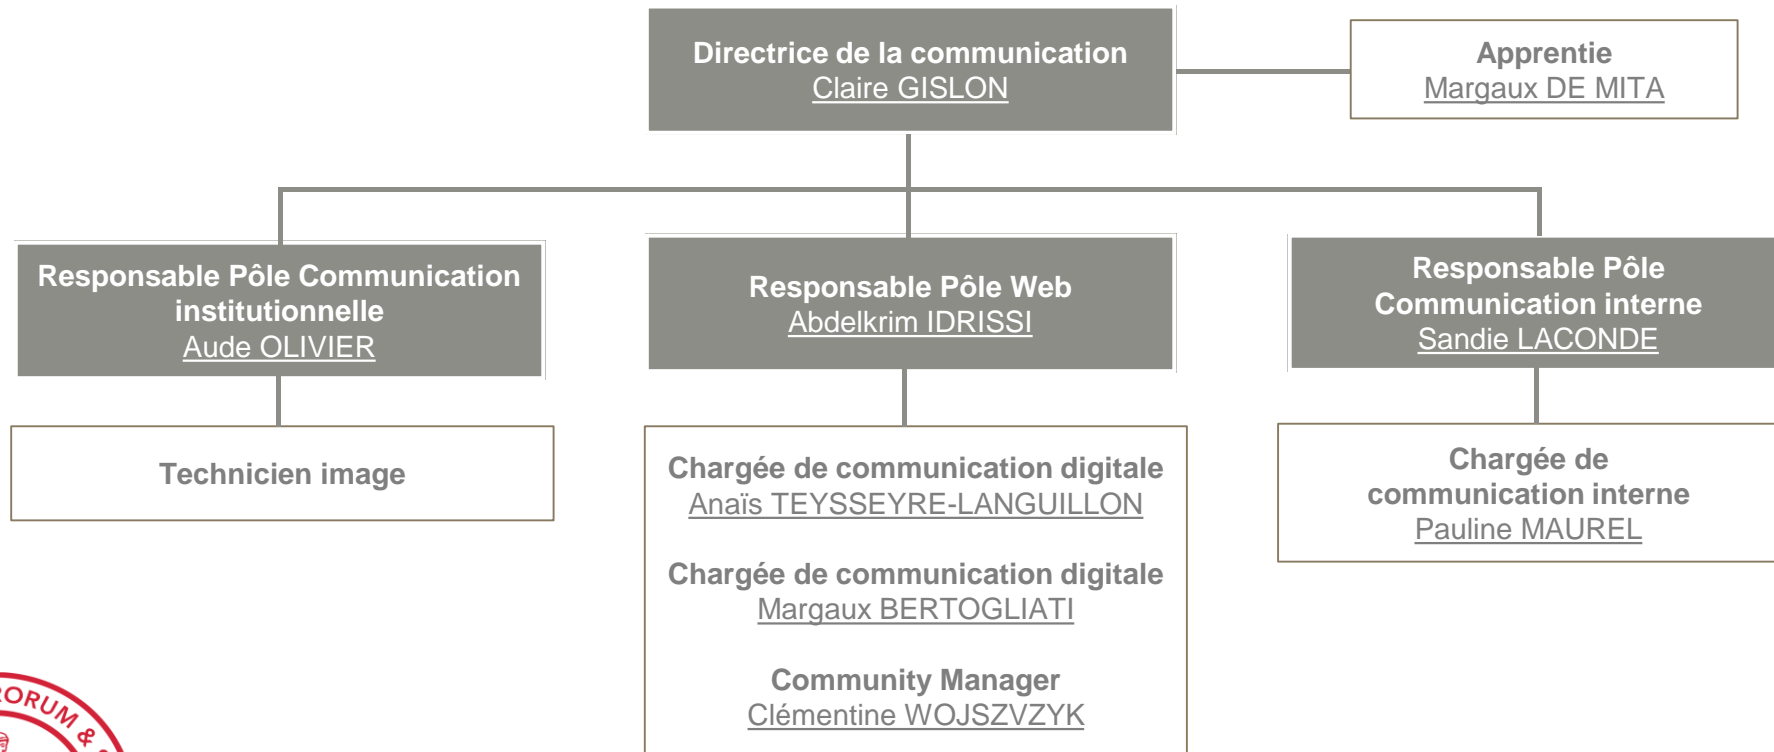 Directrice de la communication
Claire GISLON
Apprentie
Margaux DE MITA
Responsable Pôle Communication
institutionnelle
Aude OLIVIER
Responsable Pôle Web
Abdelkrim IDRISSI
Responsable Pôle
Communication interne
Sandie LACONDE
Technicien image
Chargée de communication digitale
Anaïs TEYSSEYRE-LANGUILLON
Chargée de communication digitale
Margaux BERTOGLIATI
Community Manager
Clémentine WOJSZVZYK
Chargée de
communication interne
Pauline MAUREL